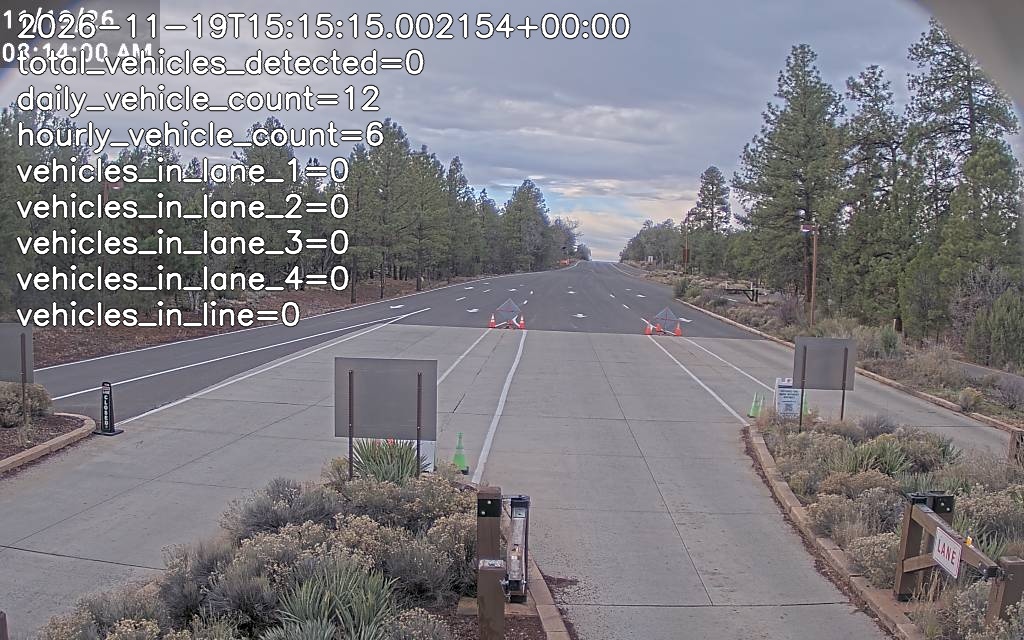 2026-11-19T15:15:15.002154+00:00
total_vehicles_detected=0
daily_vehicle_count=12
hourly_vehicle_count=6
vehicles_in_lane_1=0
vehicles_in_lane_2=0
vehicles_in_lane_3=0
vehicles_in_lane_4=0
vehicles_in_line=0
CLOSED
LANE